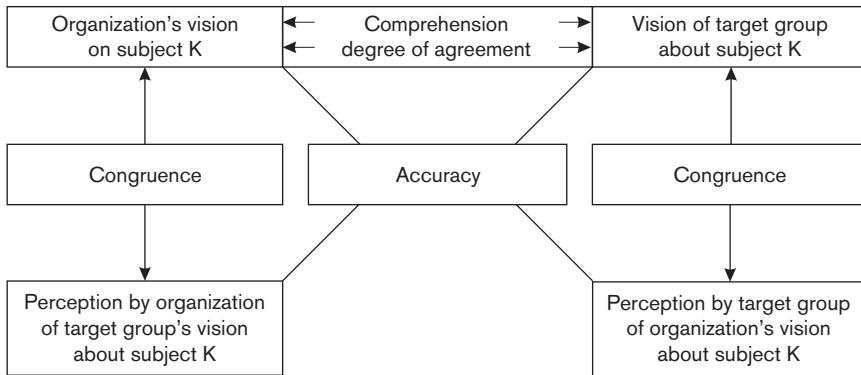 Organization's vision
on subject K
Comprehension
degree of agreement
Vision of target group
about subject K
Congruence
Accuracy
Congruence
Perception by organization
of target group's vision
about subject K
Perception by target group
of organization's vision
about subject K